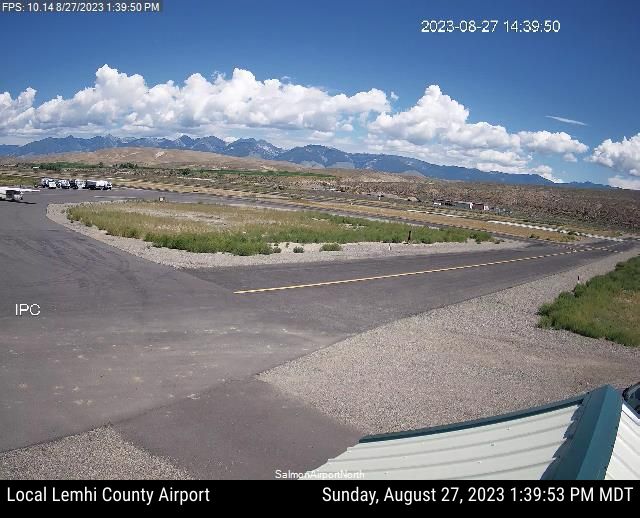 FPS: 10.14 8/27/2023 1:39:50 PM
2023-08-27 14:39:50
IPC
SalmonAirportNorth
Local Lemhi County Airport Sunday, August 27, 2023 1:39:53 PM MDT